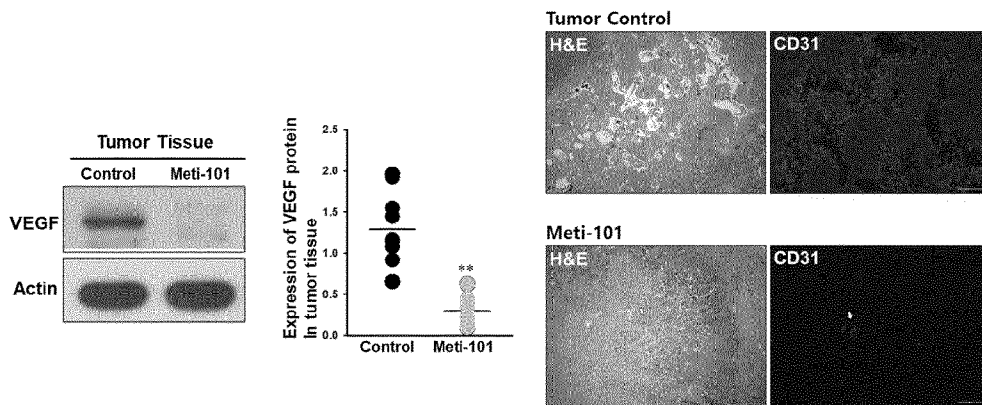 Tumor Tissue
Control Meti-101
VEGF
Actin
Expression of VEGF protein
In tumor tissue
2.5
2.0
1.5
1.0
0.5
0.0
**
Control Meti-101
Tumor Control
H&E CD31
Meti-101
H&E CD31